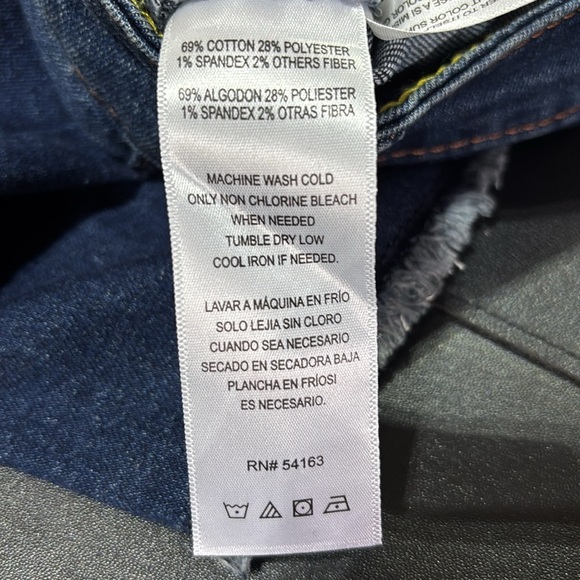 69% COTTON 28% POLYESTER
1% SPANDEX 2% OTHERS FIBER
69% ALGODON 28% POLIESTER
1% SPANDEX 2% OTRAS FIBRA
MACHINE WASH COLD
ONLY NON CHLORINE BLEACH
WHEN NEEDED
TUMBLE DRY LOW
COOL IRON IF NEEDED.
LAVAR A MÁQUINA EN FRÍO
SOLO LEJIA SIN CLORO
CUANDO SEA NECESARIO
SECADO EN SECADORA BAJA
PLANCHA EN FRÍOSI
ES NECESARIO.
RN# 54163